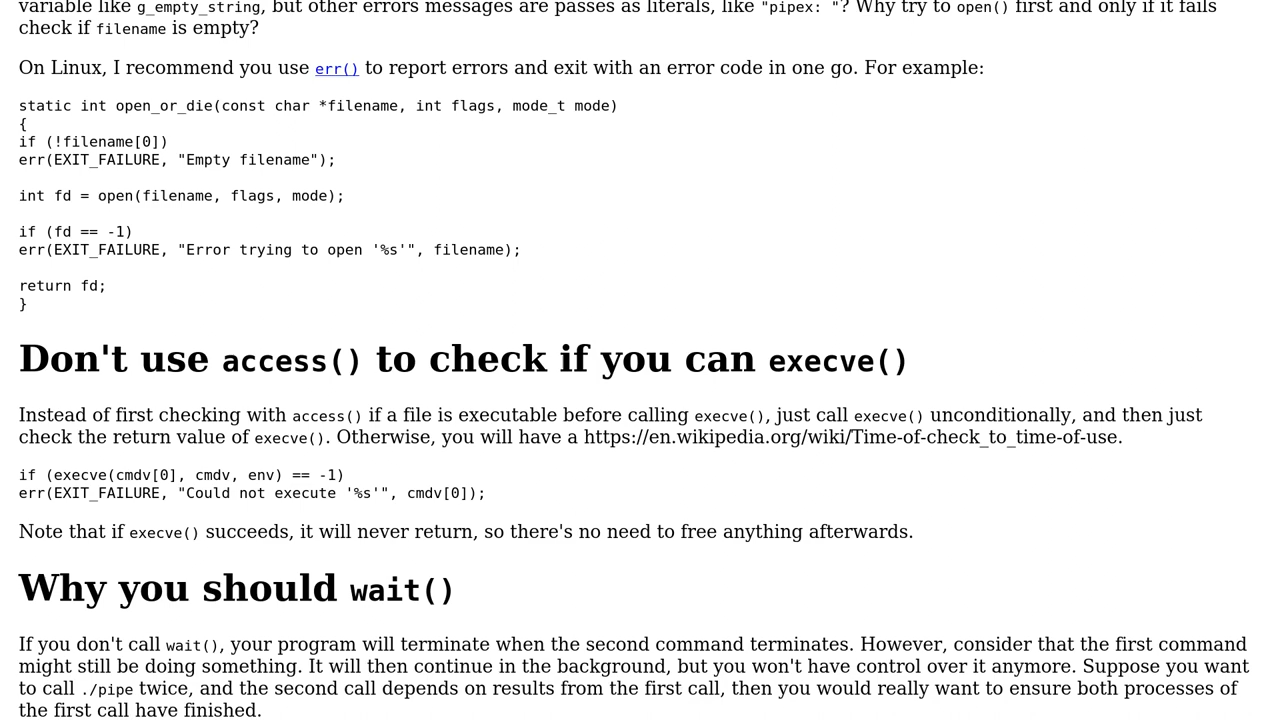 variable like g_empty_string, but other errors messages are passes as literals, like "pipex: "? Why try to open() first and only if it fails
check if filename is empty?
On Linux, I recommend you use err() to report errors and exit with an error code in one go. For example:
static int open_or_die(const char *filename, int flags, mode_t mode)
{
if (!filename[0])
err(EXIT_FAILURE, "Empty filename");
int fd = open(filename, flags, mode);
if (fd == -1)
err(EXIT_FAILURE, "Error trying to open '%s'", filename);
return fd;
}
Don't use access() to check if you can execve()
Instead of first checking with access() if a file is executable before calling execve(), just call execve() unconditionally, and then just
check the return value of execve(). Otherwise, you will have a https://en.wikipedia.org/wiki/Time-of-check_to_time-of-use.
if (execve(cmdv[0], cmdv, env) == -1)
err(EXIT_FAILURE, "Could not execute '%s'", cmdv[0]);
Note that if execve() succeeds, it will never return, so there's no need to free anything afterwards.
Why you should wait()
If you don't call wait(), your program will terminate when the second command terminates. However, consider that the first command
might still be doing something. It will then continue in the background, but you won't have control over it anymore. Suppose you want
to call ./pipe twice, and the second call depends on results from the first call, then you would really want to ensure both processes of
the first call have finished.